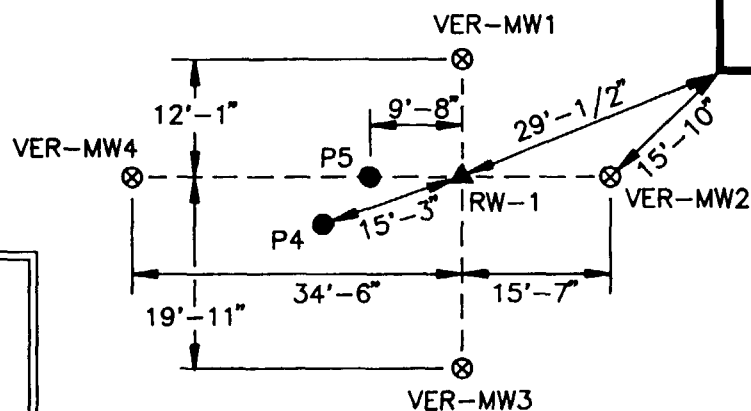 VER-MW1
12'-1"
9'-8"
29'-1/2"
15'-10"
VER-MW4
P5
RW-1
VER-MW2
P4
15'-3"
34'-6"
15'-7"
19'-11"
VER-MW3